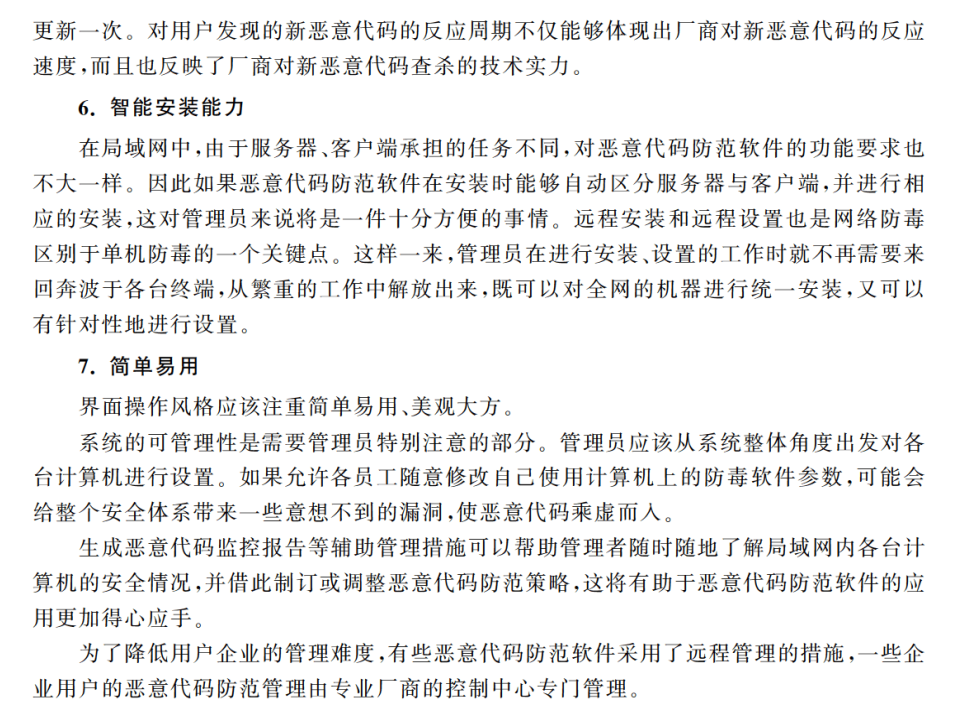 更新一次。对用户发现的新恶意代码的反应周期不仅能够体现出厂商对新恶意代码的反应
速度,而且也反映了厂商对新恶意代码查杀的技术实力。
6. 智能安装能力
在局域网中,由于服务器、客户端承担的任务不同,对恶意代码防范软件的功能要求也
不大一样。因此如果恶意代码防范软件在安装时能够自动区分服务器与客户端,并进行相
应的安装,这对管理员来说将是一件十分方便的事情。远程安装和远程设置也是网络防毒
区别于单机防毒的一个关键点。这样一来,管理员在进行安装、设置的工作时就不再需要来
回奔波于各台终端,从繁重的工作中解放出来,既可以对全网的机器进行统一安装,又可以
有针对性地进行设置。
7. 简单易用
界面操作风格应该注重简单易用、美观大方。
系统的可管理性是需要管理员特别注意的部分。管理员应该从系统整体角度出发对各
台计算机进行设置。如果允许各员工随意修改自己使用计算机上的防毒软件参数,可能会
给整个安全体系带来一些意想不到的漏洞,使恶意代码乘虚而入。
生成恶意代码监控报告等辅助管理措施可以帮助管理者随时随地了解局域网内各台计
算机的安全情况,并借此制订或调整恶意代码防范策略,这将有助于恶意代码防范软件的应
用更加得心应手。
为了降低用户企业的管理难度,有些恶意代码防范软件采用了远程管理的措施,一些企
业用户的恶意代码防范管理由专业厂商的控制中心专门管理。